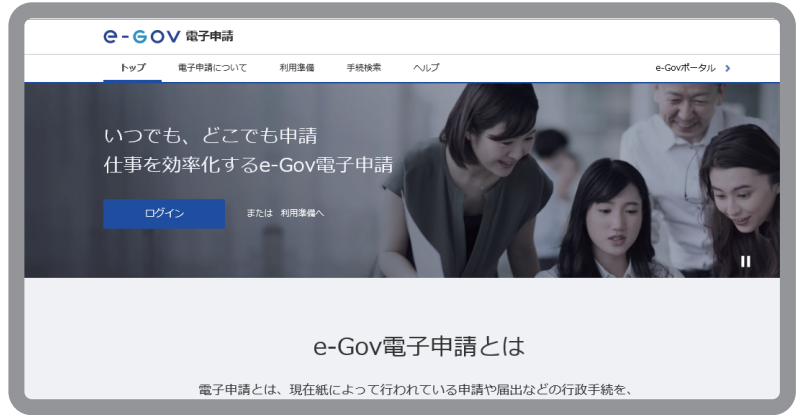 e-GOV 電子申請
トップ 電子申請について 利用準備 手続検索 ヘルプ e-Govポータル
いつでも、どこでも申請
仕事を効率化するe-Gov電子申請
ログイン または 利用準備へ
e-Gov電子申請とは
電子申請とは、現在紙によって行われている申請や届出などの行政手続を、